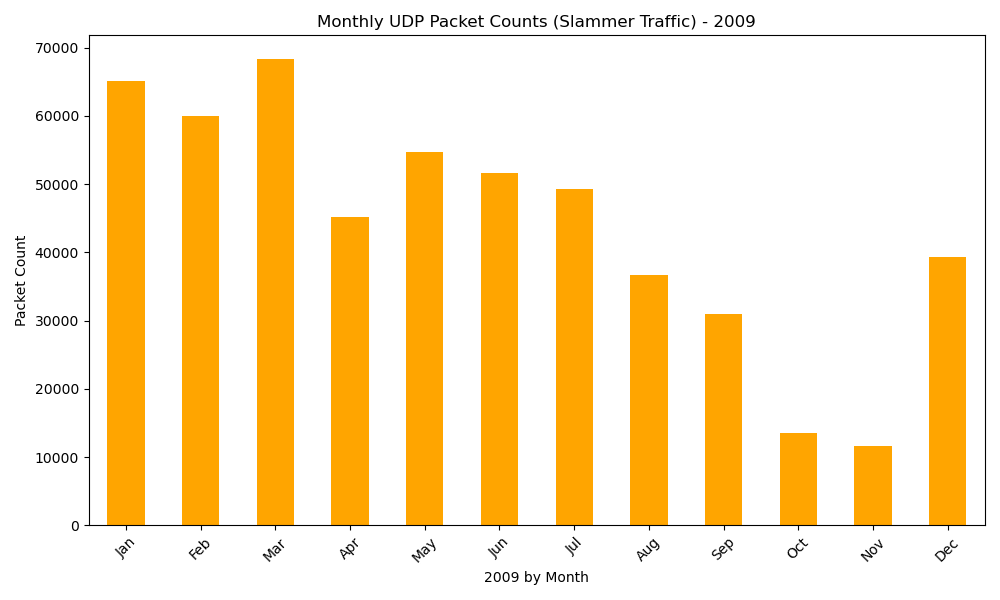 Monthly UDP Packet Counts (Slammer Traffic) - 2009
70000
60000
50000
40000
30000
20000
10000
0
Packet Count
Jan Feb Mar Apr May Jun Jul Aug Sep Oct Nov Dec
2009 by Month